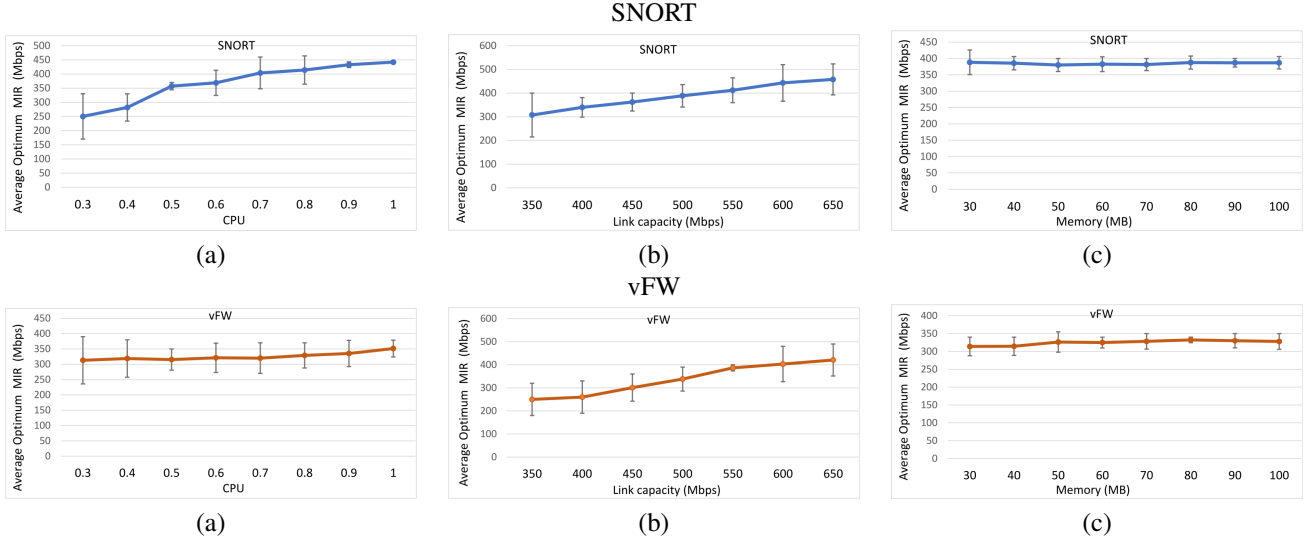 SNORT
SNORT
Average Optimum MIR (Mbps)
500
450
400
350
300
250
200
150
100
50
0
0.3 0.4 0.5 0.6 0.7 0.8 0.9 1
CPU
(a)
SNORT
Average Optimum MIR (Mbps)
600
500
400
300
200
100
0
350 400 450 500 550 600 650
Link capacity (Mbps)
(b)
SNORT
Average Optimum MIR (Mbps)
450
400
350
300
250
200
150
100
50
0
30 40 50 60 70 80 90 100
Memory (MB)
(c)
vFW
vFW
Average Optimum MIR (Mbps)
450
400
350
300
250
200
150
100
50
0
0.3 0.4 0.5 0.6 0.7 0.8 0.9 1
CPU
(a)
vFW
Average Optimum MIR (Mbps)
600
500
400
300
200
100
0
350 400 450 500 550 600 650
Link capacity (Mbps)
(b)
vFW
Average Optimum MIR (Mbps)
400
350
300
250
200
150
100
50
0
30 40 50 60 70 80 90 100
Memory (MB)
(c)